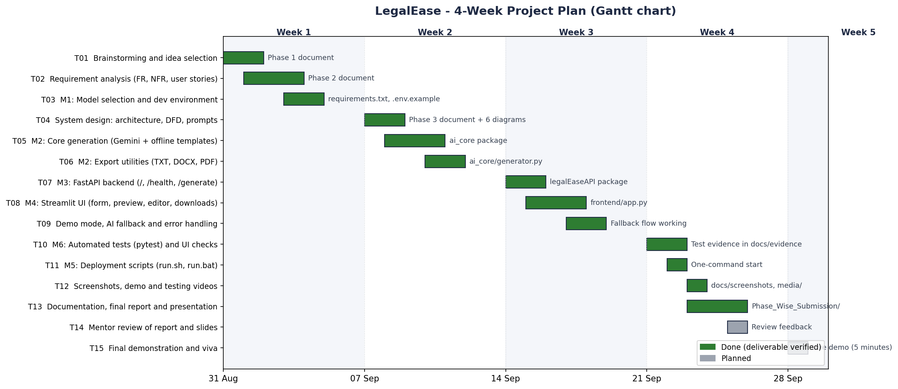 LegalEase - 4-Week Project Plan (Gantt chart)
Week 1 Week 2 Week 3 Week 4 Week 5
T01 Brainstorming and idea selection Phase 1 document
T02 Requirement analysis (FR, NFR, user stories) Phase 2 document
T03 M1: Model selection and dev environment requirements.txt, .env.example
T04 System design: architecture, DFD, prompts Phase 3 document + 6 diagrams
T05 M2: Core generation (Gemini + offline templates) ai_core package
T06 M2: Export utilities (TXT, DOCX, PDF) ai_core/generator.py
T07 M3: FastAPI backend (/, /health, /generate) legalEaseAPI package
T08 M4: Streamlit UI (form, preview, editor, downloads) frontend/app.py
T09 Demo mode, AI fallback and error handling Fallback flow working
T10 M6: Automated tests (pytest) and UI checks Test evidence in docs/evidence
T11 M5: Deployment scripts (run.sh, run.bat) One-command start
T12 Screenshots, demo and testing videos docs/screenshots, media/
T13 Documentation, final report and presentation Phase_Wise_Submission/
T14 Mentor review of report and slides Review feedback
T15 Final demonstration and viva demo (5 minutes)
Done (deliverable verified)
Planned
31 Aug 07 Sep 14 Sep 21 Sep 28 Sep